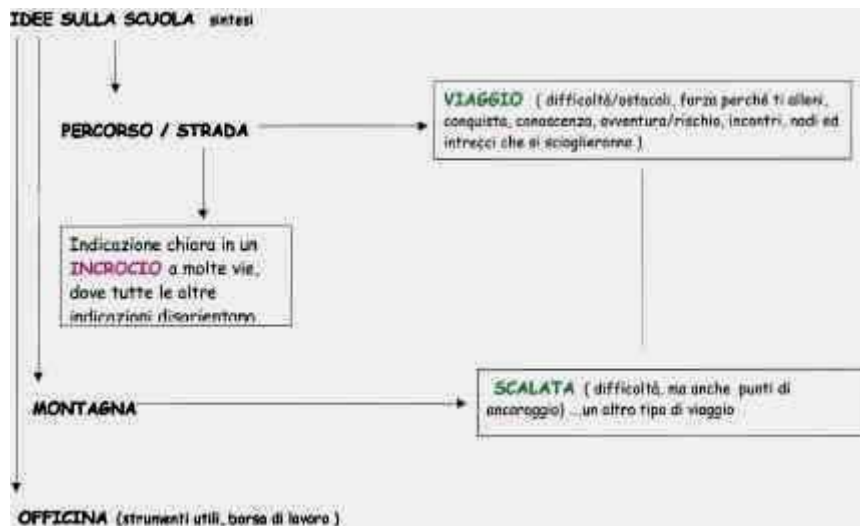 IDEE SULLA SCUOLA sintesi
VIAGGIO ( difficoltà/ostacoli, forza perché ti alleni,
conquista, conoscenza, avventura/rischio, incontri, nodi ed
intrecci che si scioglieranno )
PERCORSO / STRADA
Indicazione chiara in un
INCROCIO a molte vie,
dove tutte le altre
indicazioni disorientano
SCALATA ( difficoltà, ma anche punti di
ancoraggio) ...un altro tipo di viaggio
MONTAGNA
OFFICINA (strumenti utili, borsa di lavoro )